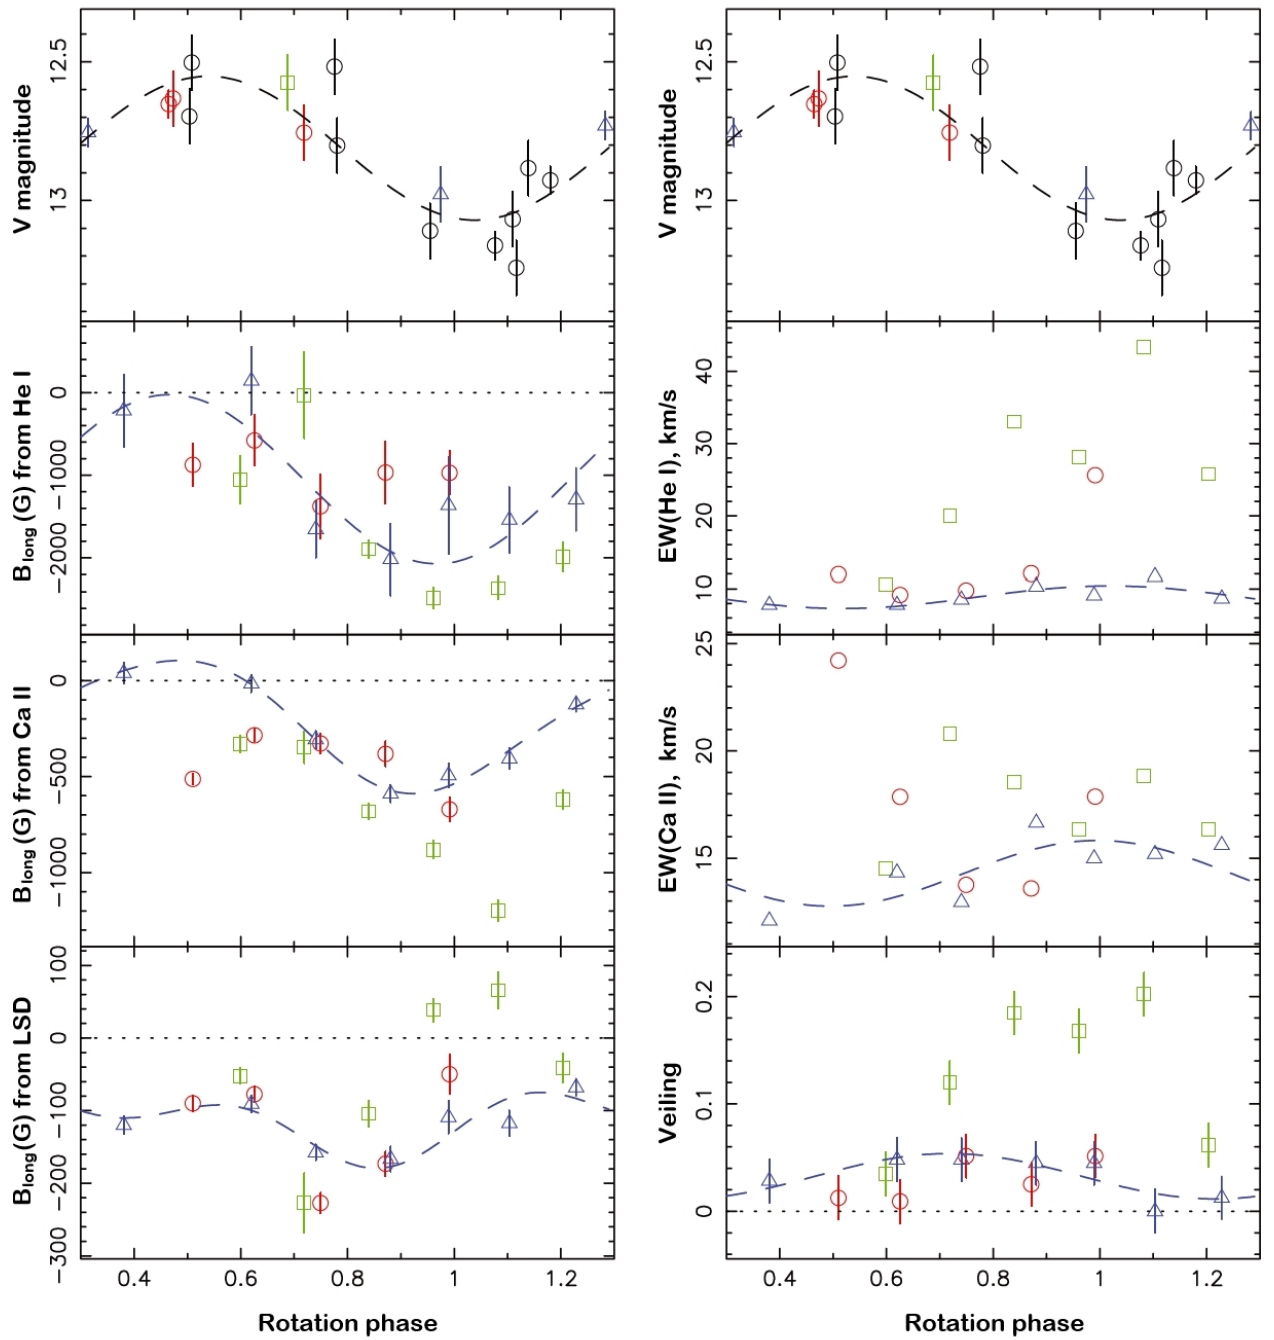 V magnitude
12.5
13
V magnitude
12.5
13
B long (G) from He I
0
−1000
−2000
EW(He I), km/s
40
30
20
10
B long (G) from Ca II
0
−500
−1000
EW(Ca II), km/s
25
20
15
B long (G) from LSD
100
0
−100
−200
−300
Veiling
0.2
0.1
0
0.4 0.6 0.8 1 1.2
0.4 0.6 0.8 1 1.2
Rotation phase
Rotation phase